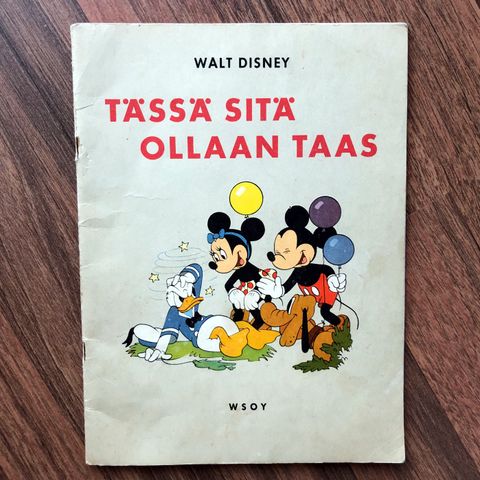 WALT DISNEY
TÄSSÄ SITÄ
OLLAAN TAAS
WSOY